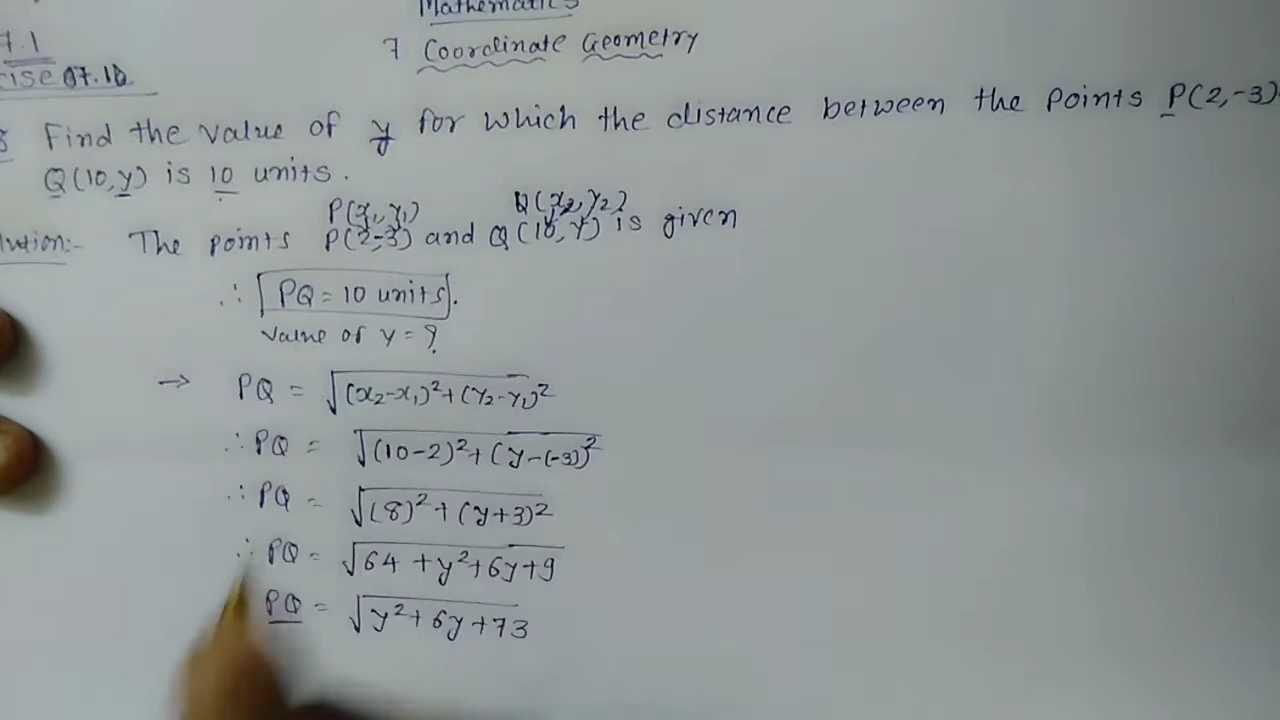 Mathematics
7.1
7 Coordinate Geometry
cise 07.1
8 Find the value of y for which the distance between the points P(2,-3)
Q(10,y) is 10 units.
P(x₁,y₁) Q(x₂,y₂)
lution:- The points P(2,-3) and Q(10,Y) is given
∴ PQ = 10 units.
Value of y = ?
→ PQ = √(x₂-x₁)²+(y₂-y₁)²
∴ PQ = √(10-2)²+(y-(-3))²
∴ PQ = √(8)²+(y+3)²
∴ PQ = √64+y²+6y+9
PQ = √y²+6y+73